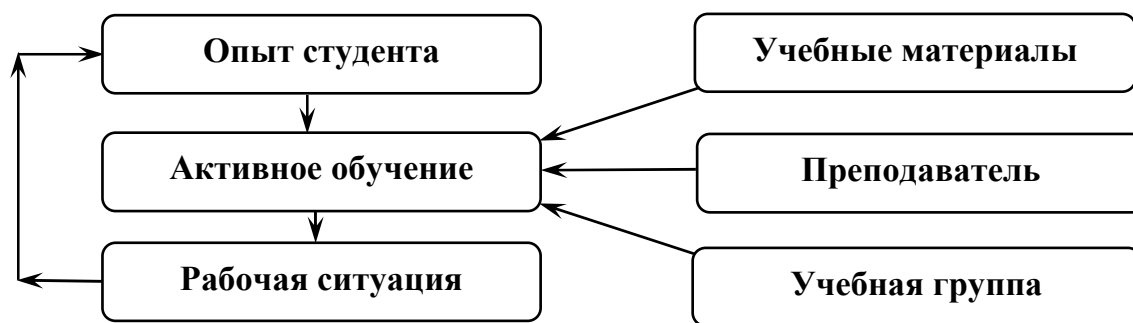 Опыт студента
Учебные материалы
Активное обучение
Преподаватель
Рабочая ситуация
Учебная группа